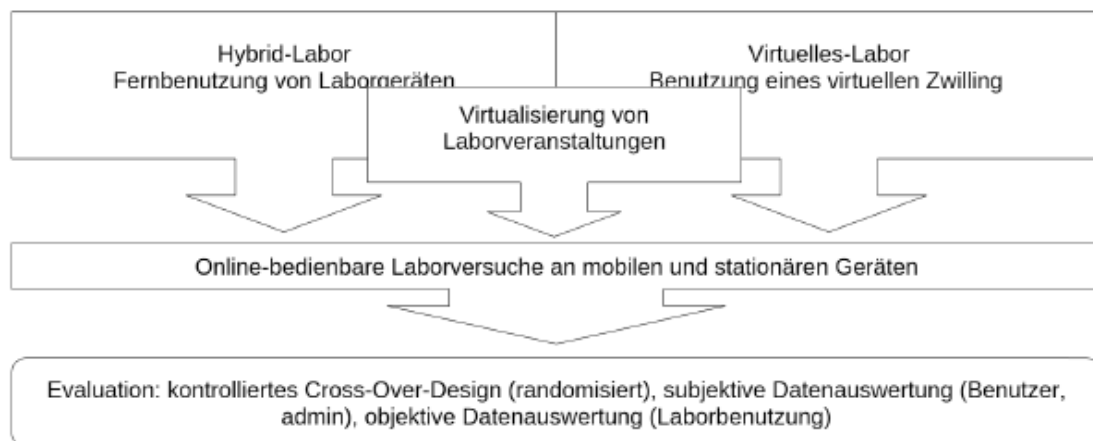 Hybrid-Labor
Fernbenutzung von Laborgeräten
Virtuelles-Labor
Benutzung eines virtuellen Zwilling
Virtualisierung von
Laborveranstaltungen
Online-bedienbare Laborversuche an mobilen und stationären Geräten
Evaluation: kontrolliertes Cross-Over-Design (randomisiert), subjektive Datenauswertung (Benutzer,
admin), objektive Datenauswertung (Laborbenutzung)